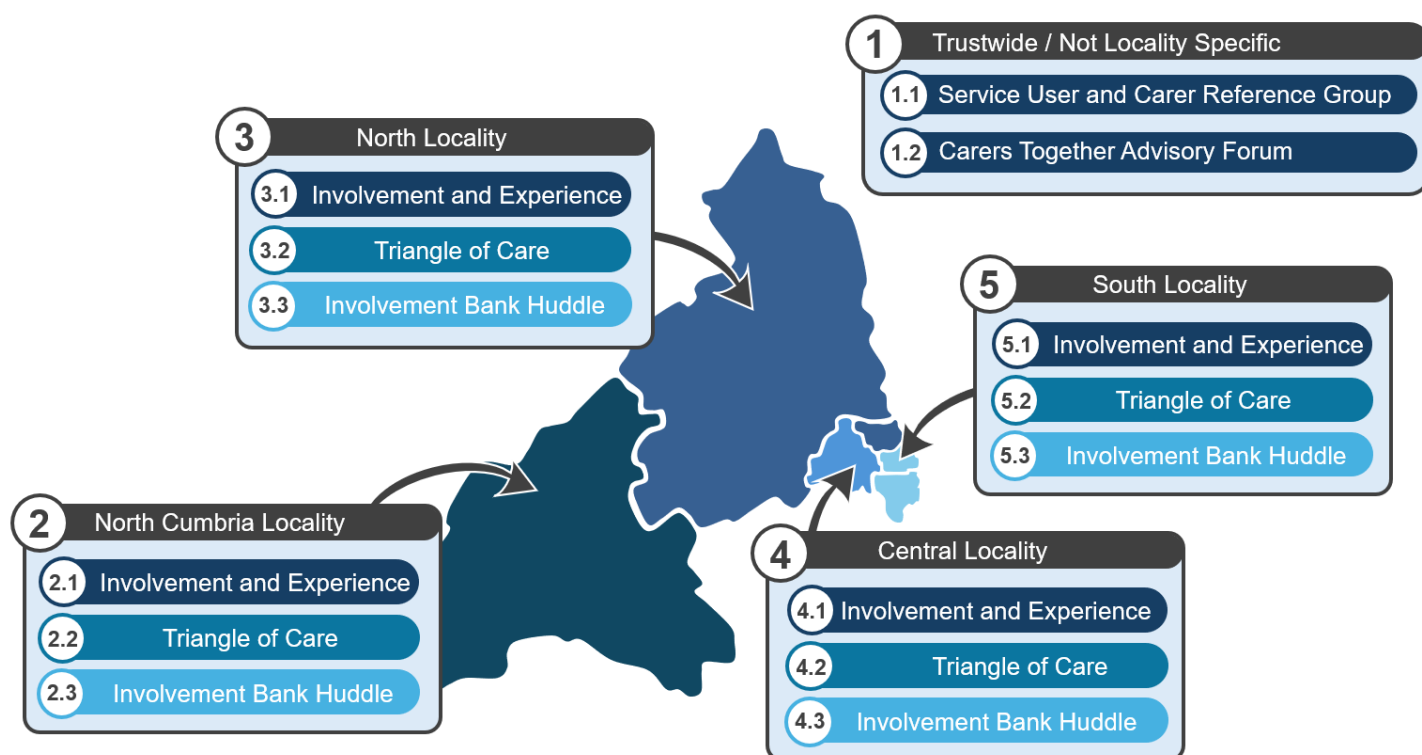 1 Trustwide / Not Locality Specific
1.1 Service User and Carer Reference Group
1.2 Carers Together Advisory Forum
2 North Cumbria Locality
2.1 Involvement and Experience
2.2 Triangle of Care
2.3 Involvement Bank Huddle
3 North Locality
3.1 Involvement and Experience
3.2 Triangle of Care
3.3 Involvement Bank Huddle
4 Central Locality
4.1 Involvement and Experience
4.2 Triangle of Care
4.3 Involvement Bank Huddle
5 South Locality
5.1 Involvement and Experience
5.2 Triangle of Care
5.3 Involvement Bank Huddle